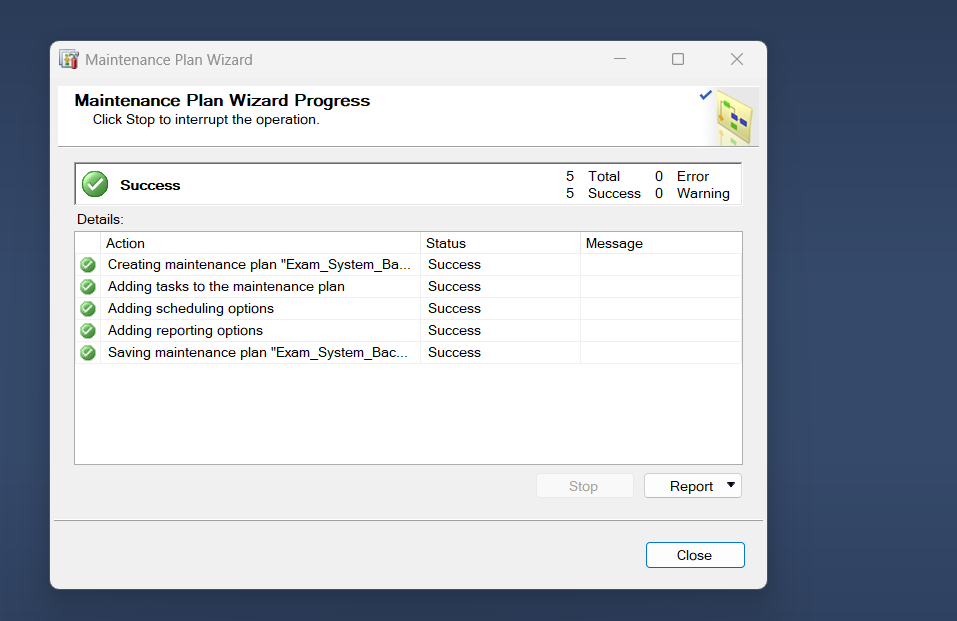 Maintenance Plan Wizard
Maintenance Plan Wizard Progress
Click Stop to interrupt the operation.
Success
5 Total 0 Error
5 Success 0 Warning
Details:
Action Status Message
Creating maintenance plan "Exam_System_Ba... Success
Adding tasks to the maintenance plan Success
Adding scheduling options Success
Adding reporting options Success
Saving maintenance plan "Exam_System_Bac... Success
Stop Report
Close